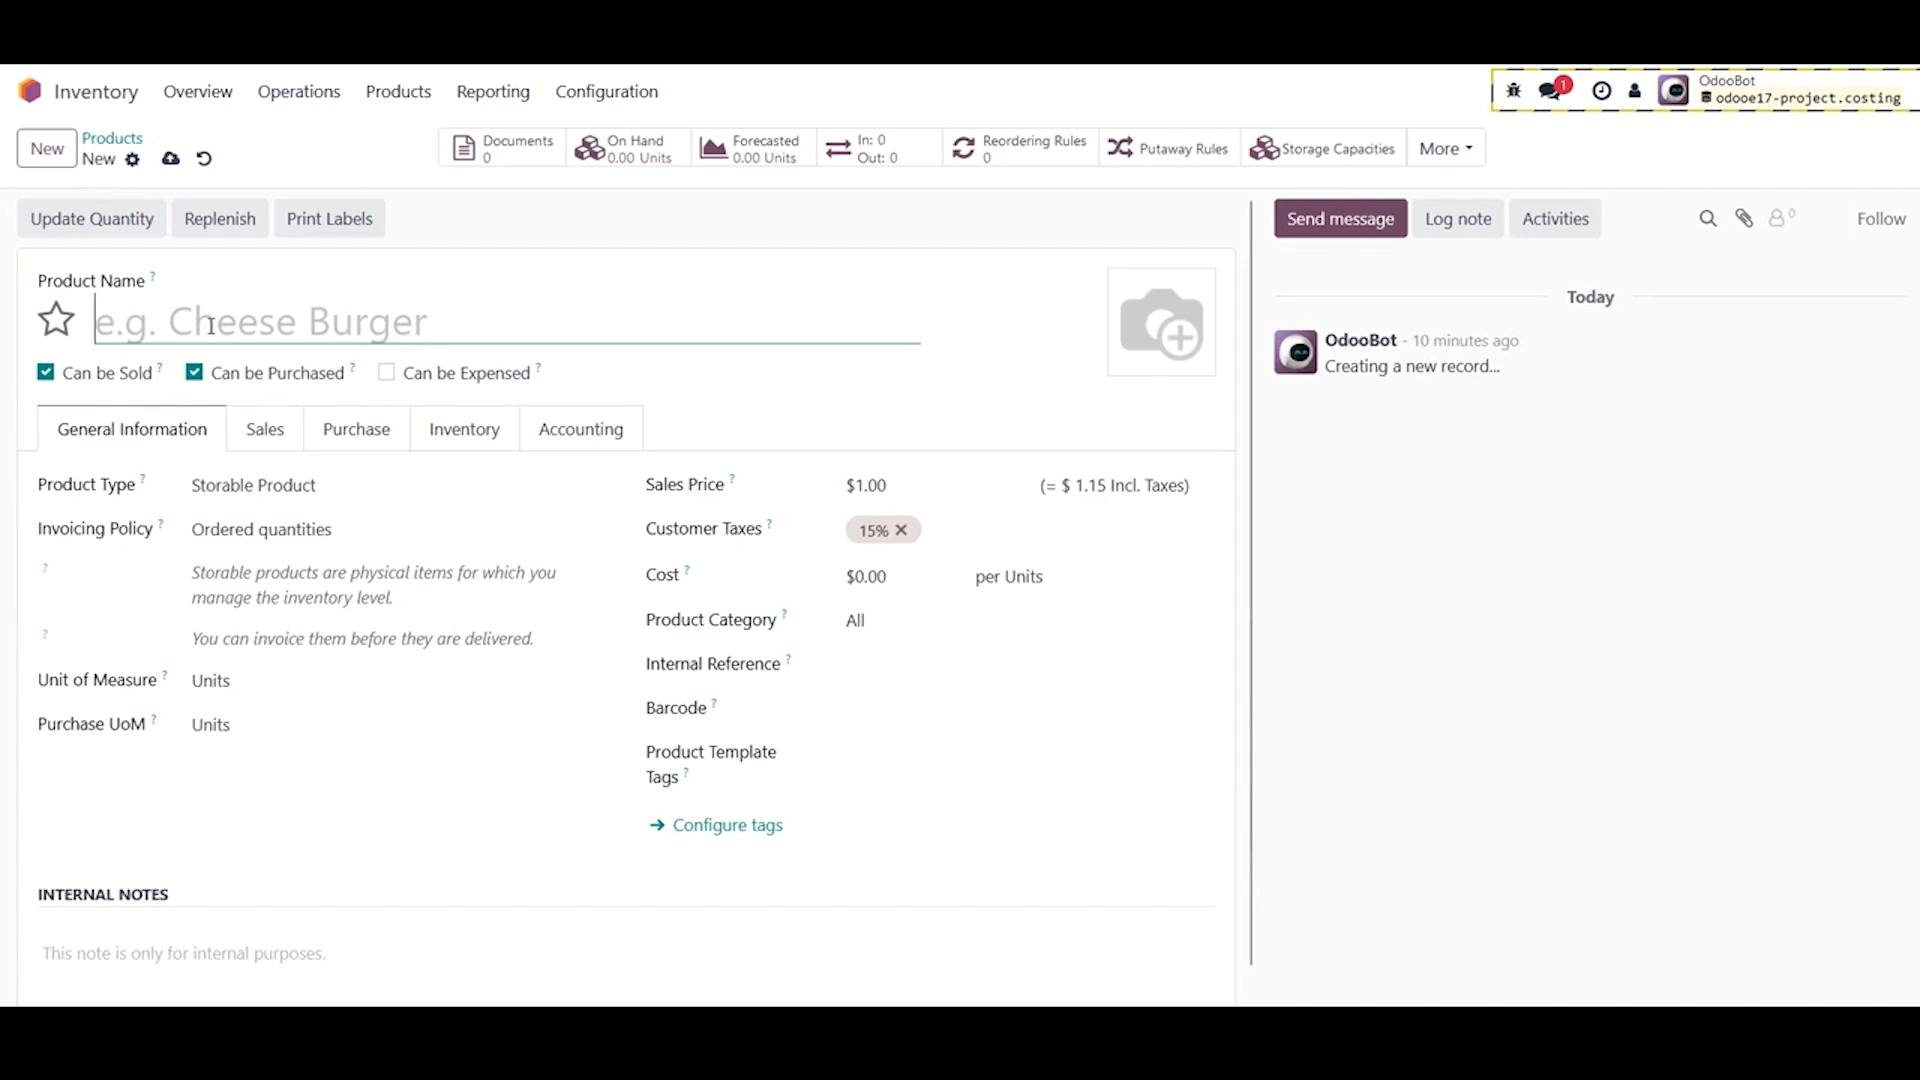 Inventory Overview Operations Products Reporting Configuration
1
OdooBot
odooe17-project.costing
New
Products
New
Documents
0
On Hand
0.00 Units
Forecasted
0.00 Units
In: 0
Out: 0
Reordering Rules
0
Putaway Rules
Storage Capacities
More
Update Quantity Replenish Print Labels
Send message Log note Activities
0
Follow
Product Name ?
e.g. Cheese Burger
Can be Sold ? Can be Purchased ? Can be Expensed ?
General Information Sales Purchase Inventory Accounting
Product Type ? Storable Product
Invoicing Policy ? Ordered quantities
? Storable products are physical items for which you
manage the inventory level.
? You can invoice them before they are delivered.
Unit of Measure ? Units
Purchase UoM ? Units
Sales Price ? $1.00 (= $ 1.15 Incl. Taxes)
Customer Taxes ? 15% ×
Cost ? $0.00 per Units
Product Category ? All
Internal Reference ?
Barcode ?
Product Template
Tags ?
→ Configure tags
INTERNAL NOTES
This note is only for internal purposes.
Today
OdooBot - 10 minutes ago
Creating a new record...